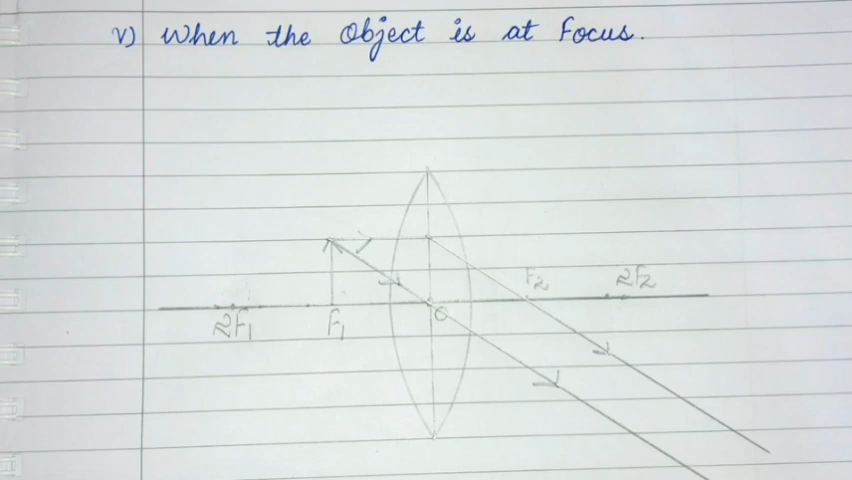 v) When the object is at focus.
F2 2F2
2F1 F1 O